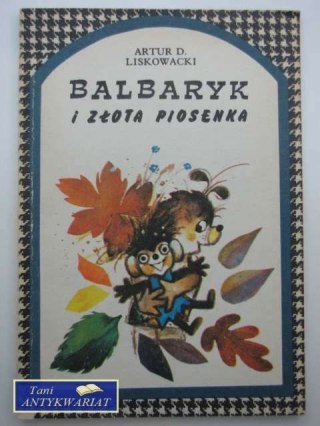 ARTUR D.
LISKOWACKI
BALBARYK
i ZŁOTA PIOSENKA
Tani
ANTYKWARIAT